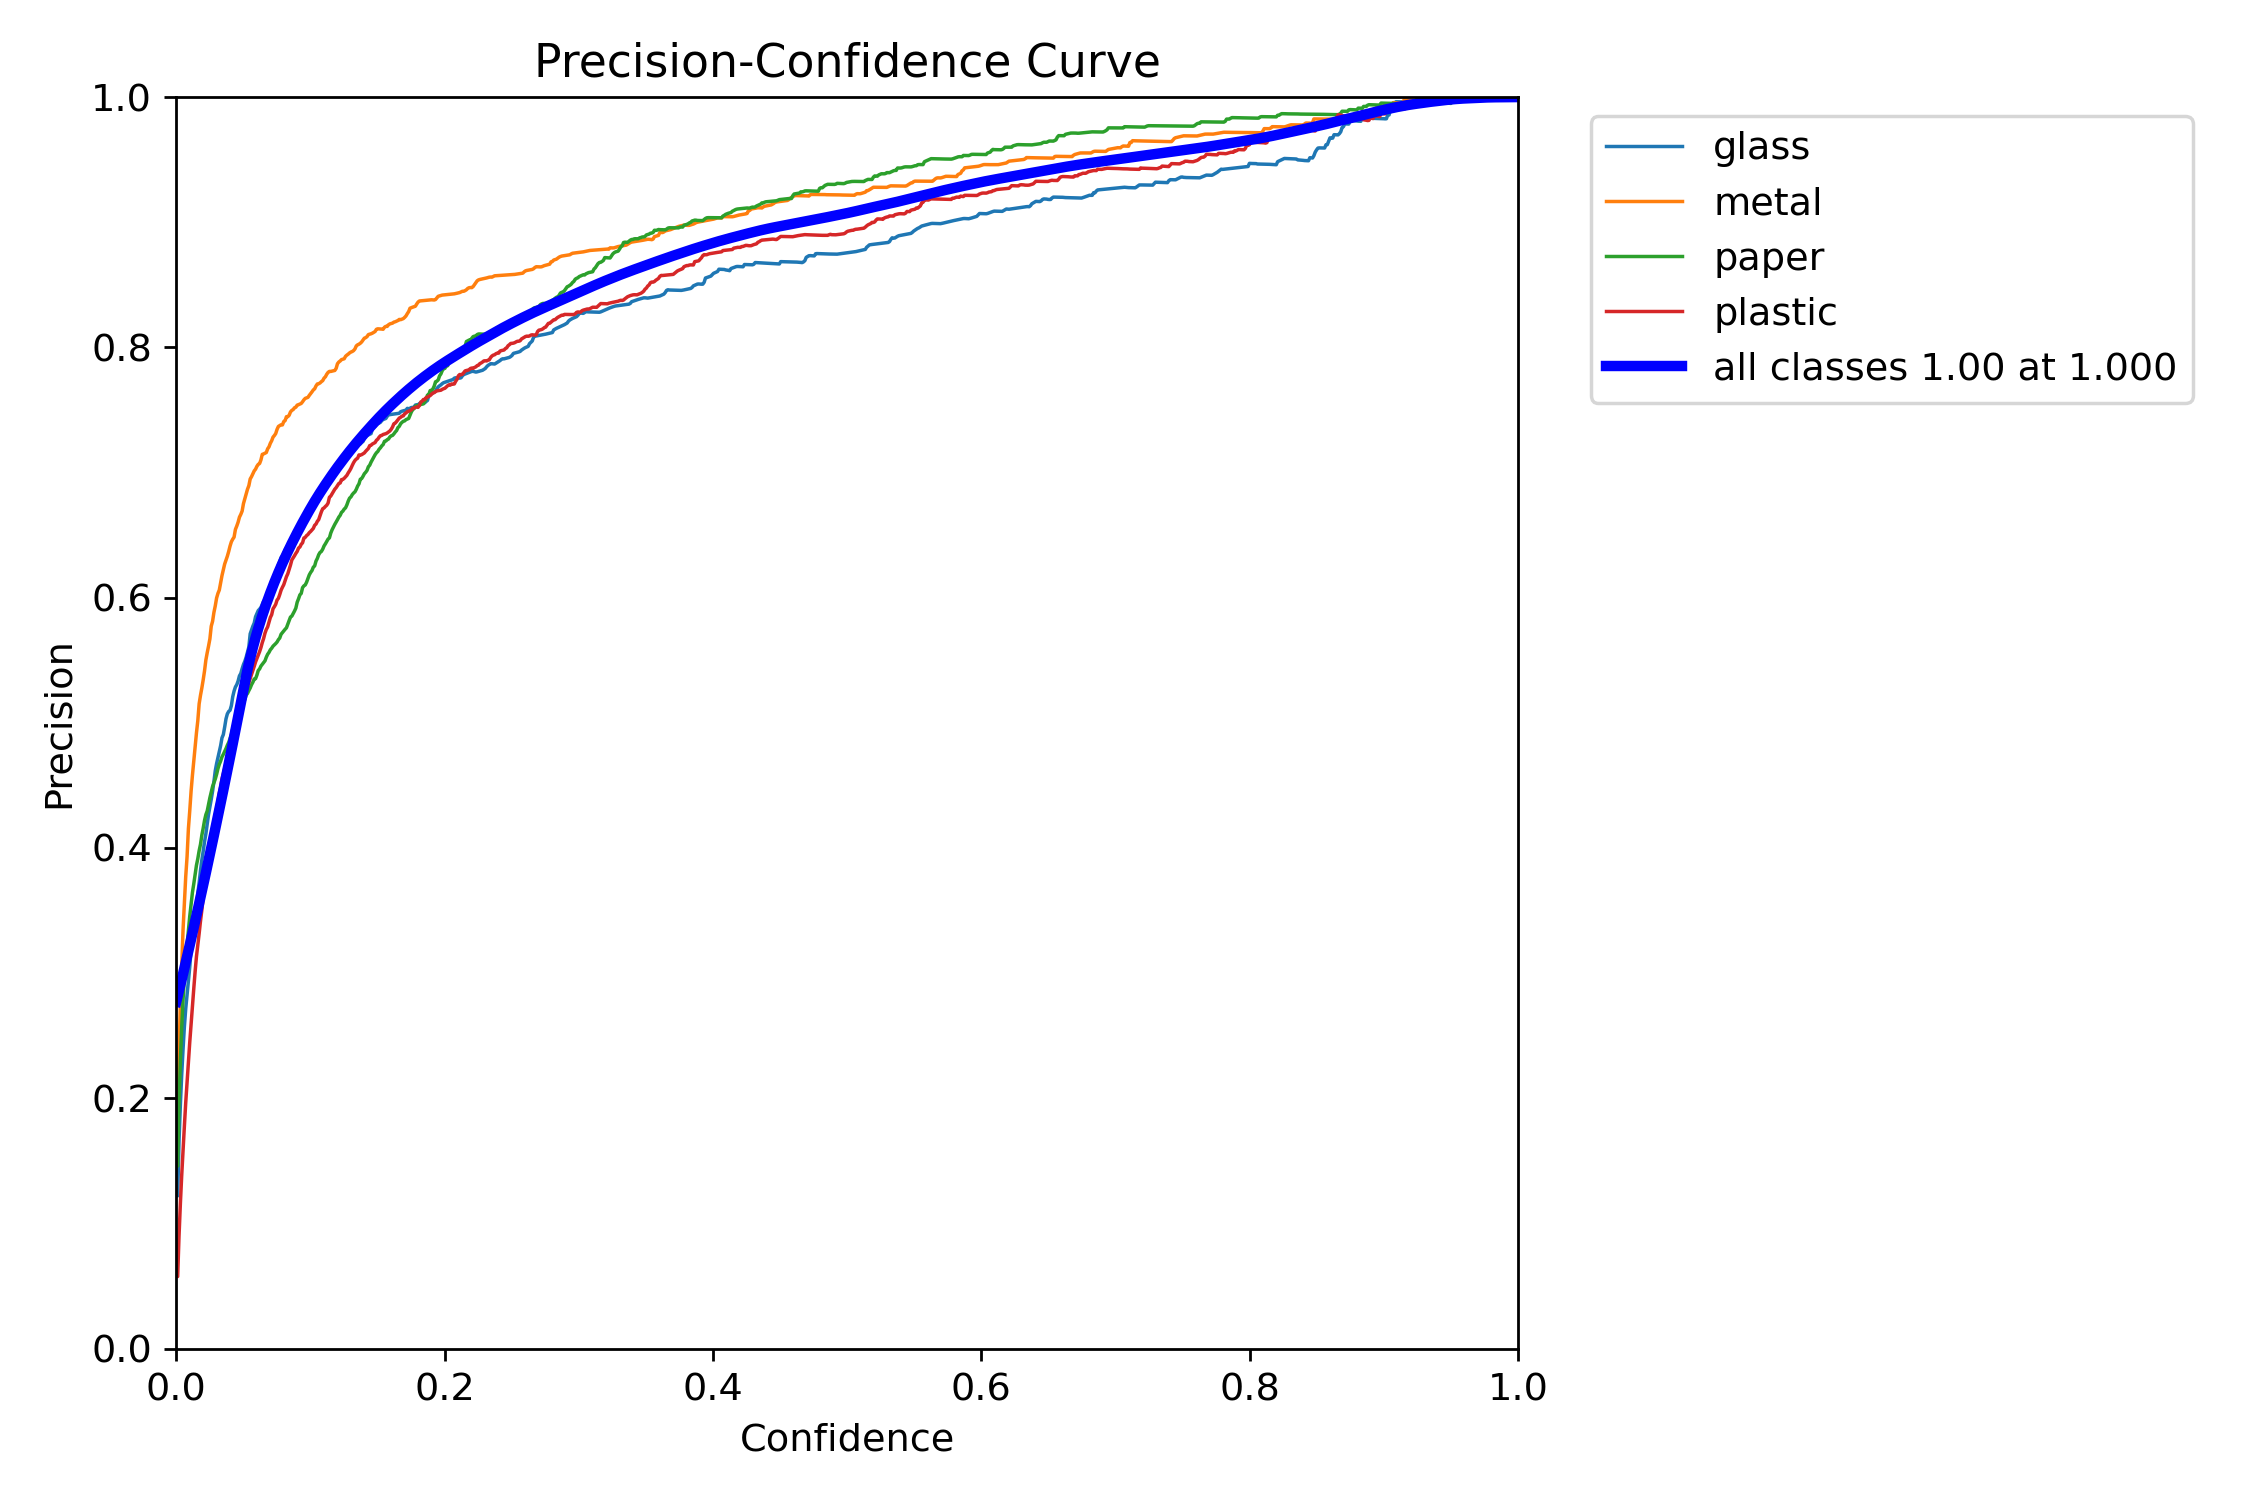 Precision-Confidence Curve
1.0
0.8
0.6
0.4
0.2
0.0
Precision
0.0 0.2 0.4 0.6 0.8 1.0
Confidence
glass
metal
paper
plastic
all classes 1.00 at 1.000